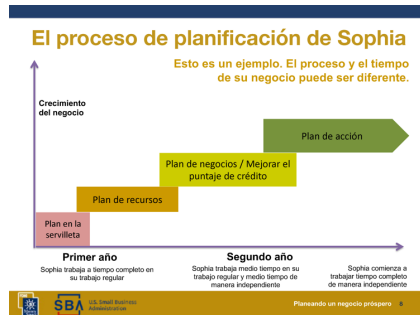 El proceso de planificación de Sophia
Esto es un ejemplo. El proceso y el tiempo
de su negocio puede ser diferente.
Crecimiento
del negocio
Plan de acción
Plan de negocios / Mejorar el
puntaje de crédito
Plan de recursos
Plan en la
servilleta
Primer año
Sophia trabaja a tiempo completo en
su trabajo regular
Segundo año
Sophia trabaja medio tiempo en su
trabajo regular y medio tiempo de
manera independiente
Sophia comienza a
trabajar tiempo completo
de manera independiente
SBA
U.S. Small Business
Administration
Planeando un negocio próspero 6